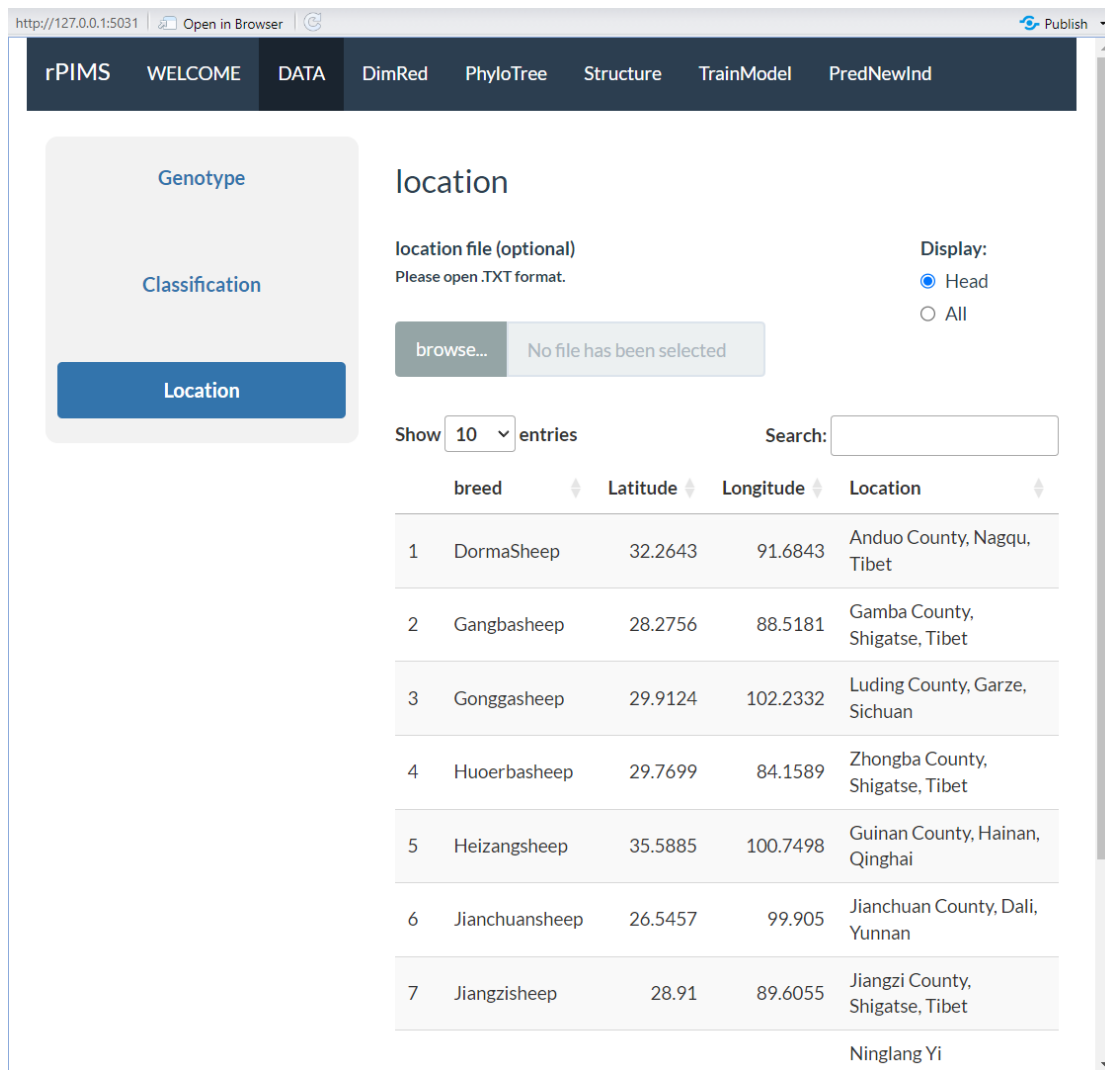 http://127.0.0.1:5031 Open in Browser Publish
rPIMS WELCOME DATA DimRed PhyloTree Structure TrainModel PredNewInd
Genotype
Classification
Location
location
location file (optional)
Please open .TXT format.
Display:
Head
All
browse... No file has been selected
Show 10 entries Search:
breed Latitude Longitude Location
1 DormaSheep 32.2643 91.6843 Anduo County, Nagqu,
Tibet
2 Gangbasheep 28.2756 88.5181 Gamba County,
Shigatse, Tibet
3 Gonggasheep 29.9124 102.2332 Luding County, Garze,
Sichuan
4 Huoerbasheep 29.7699 84.1589 Zhongba County,
Shigatse, Tibet
5 Heizangsheep 35.5885 100.7498 Guinan County, Hainan,
Qinghai
6 Jianchuansheep 26.5457 99.905 Jianchuan County, Dali,
Yunnan
7 Jiangzisheep 28.91 89.6055 Jiangzi County,
Shigatse, Tibet
Ninglang Yi